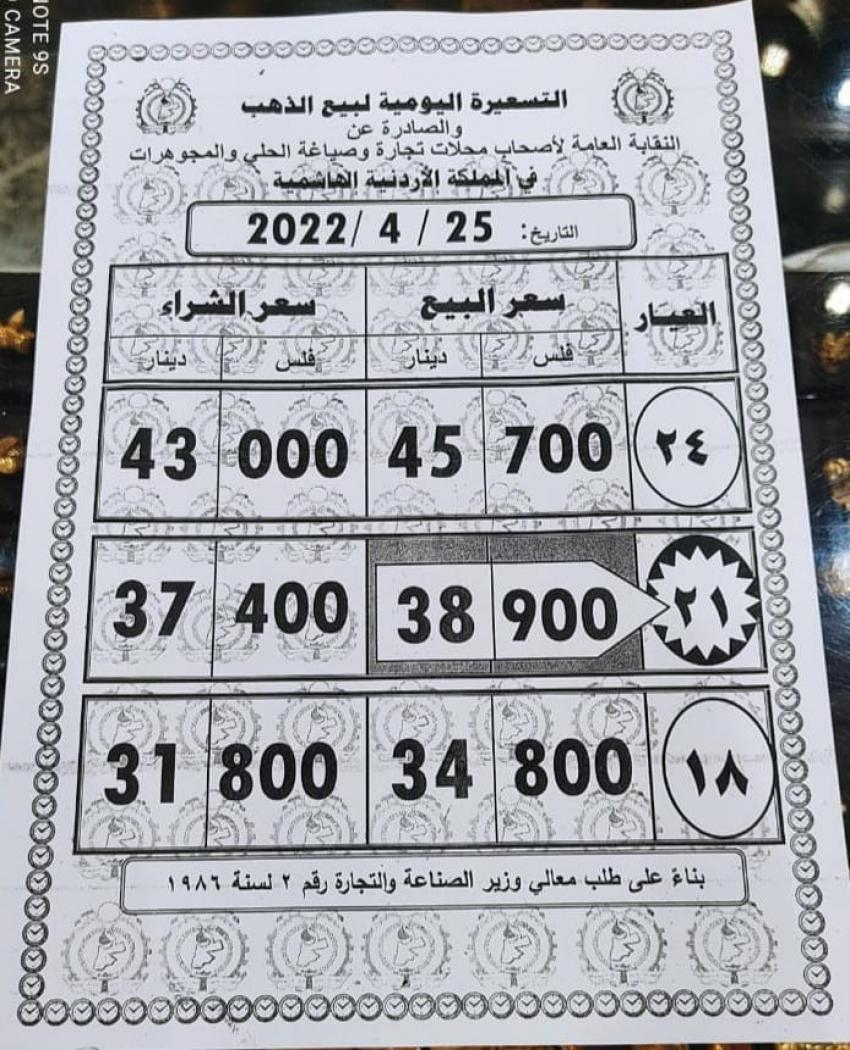 NOTE 9S
CAMERA
التسعيرة اليومية لبيع الذهب
والصادرة عن
النقابة العامة لأصحاب محلات تجارة وصياغة الحلي والمجوهرات
في المملكة الأردنية الهاشمية
التاريخ: 25 / 4 /2022
العيار سعر البيع سعر الشراء
فلس دينار فلس دينار
٢٤ 700 45 000 43
٢١ 900 38 400 37
١٨ 800 34 800 31
بناءً على طلب معالي وزير الصناعة والتجارة رقم ٢ لسنة ١٩٨٦